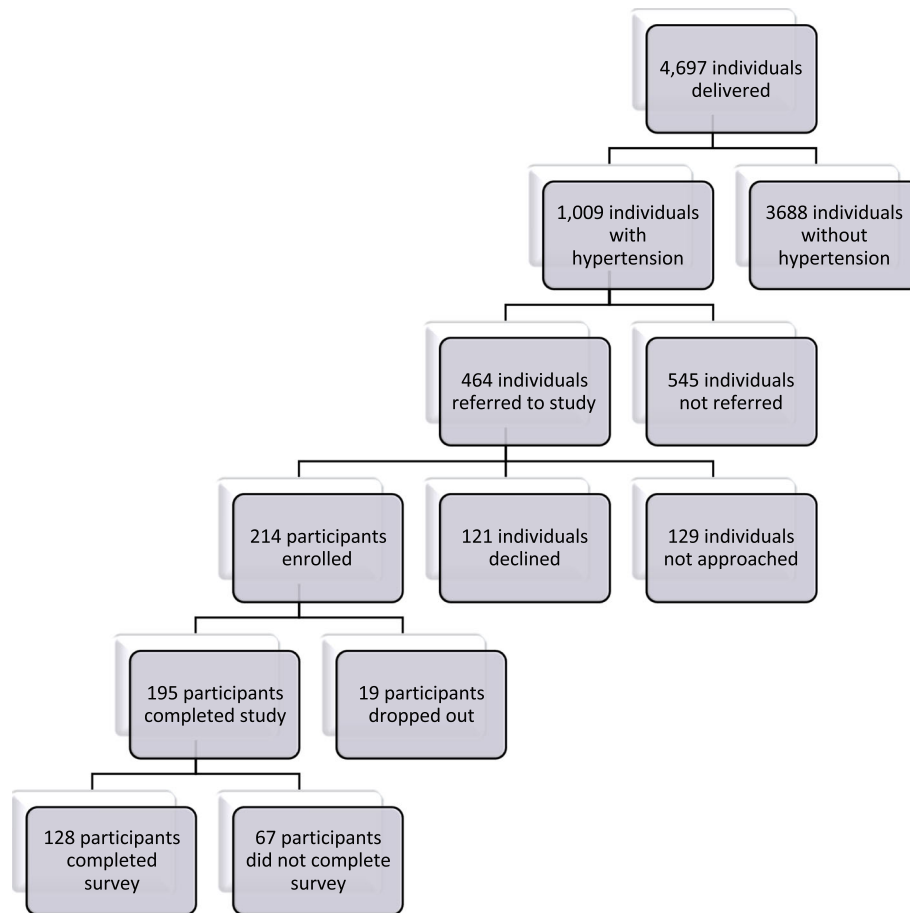 4,697 individuals
delivered
1,009 individuals
with
hypertension
3688 individuals
without
hypertension
464 individuals
referred to study
545 individuals
not referred
214 participants
enrolled
121 individuals
declined
129 individuals
not approached
195 participants
completed study
19 participants
dropped out
128 participants
completed
survey
67 participants
did not complete
survey